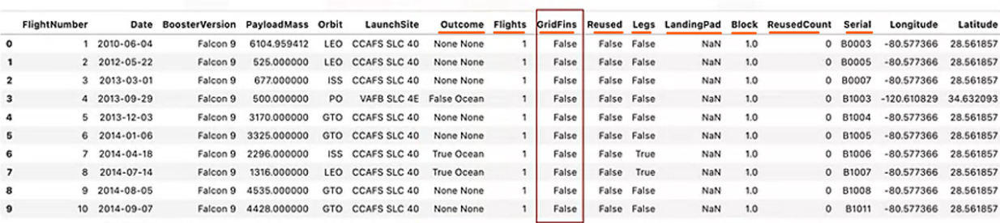 FlightNumber Date BoosterVersion PayloadMass Orbit LaunchSite Outcome Flights GridFins Reused Legs LandingPad Block ReusedCount Serial Longitude Latitude
0 1 2010-06-04 Falcon 9 6104.959412 LEO CCAFS SLC 40 None None 1 False False False NaN 1.0 0 B0003 -80.577366 28.561857
1 2 2012-05-22 Falcon 9 525.000000 LEO CCAFS SLC 40 None None 1 False False False NaN 1.0 0 B0005 -80.577366 28.561857
2 3 2013-03-01 Falcon 9 677.000000 ISS CCAFS SLC 40 None None 1 False False False NaN 1.0 0 B0007 -80.577366 28.561857
3 4 2013-09-29 Falcon 9 500.000000 PO VAFB SLC 4E False Ocean 1 False False False NaN 1.0 0 B1003 -120.610829 34.632093
4 5 2013-12-03 Falcon 9 3170.000000 GTO CCAFS SLC 40 None None 1 False False False NaN 1.0 0 B1004 -80.577366 28.561857
5 6 2014-01-06 Falcon 9 3325.000000 GTO CCAFS SLC 40 None None 1 False False False NaN 1.0 0 B1005 -80.577366 28.561857
6 7 2014-04-18 Falcon 9 2296.000000 ISS CCAFS SLC 40 True Ocean 1 False False True NaN 1.0 0 B1006 -80.577366 28.561857
7 8 2014-07-14 Falcon 9 1316.000000 LEO CCAFS SLC 40 True Ocean 1 False False True NaN 1.0 0 B1007 -80.577366 28.561857
8 9 2014-08-05 Falcon 9 4535.000000 GTO CCAFS SLC 40 None None 1 False False False NaN 1.0 0 B1008 -80.577366 28.561857
9 10 2014-09-07 Falcon 9 4428.000000 GTO CCAFS SLC 40 None None 1 False False False NaN 1.0 0 B1011 -80.577366 28.561857